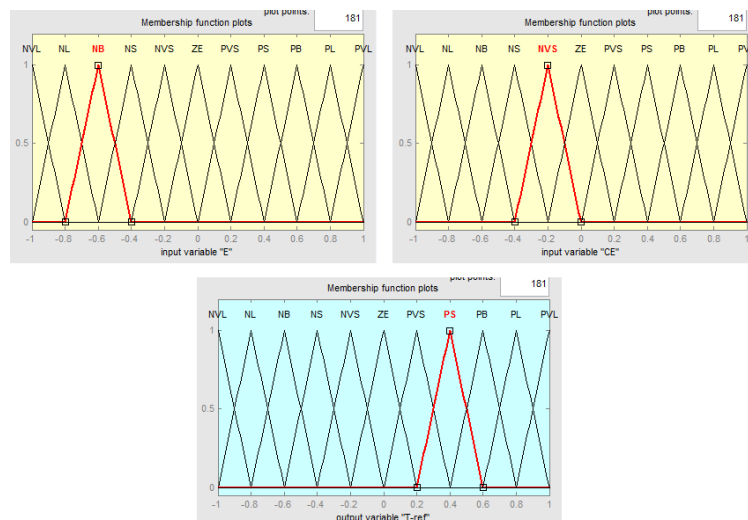 plot points: 181
Membership function plots
NVL NL NB NS NVS ZE PVS PS PB PL PVL
1
0.5
0
-1 -0.8 -0.6 -0.4 -0.2 0 0.2 0.4 0.6 0.8 1
input variable "E"
plot points: 181
Membership function plots
NVL NL NB NS NVS ZE PVS PS PB PL PVL
1
0.5
0
-1 -0.8 -0.6 -0.4 -0.2 0 0.2 0.4 0.6 0.8 1
input variable "CE"
plot points: 181
Membership function plots
NVL NL NB NS NVS ZE PVS PS PB PL PVL
1
0.5
0
-1 -0.8 -0.6 -0.4 -0.2 0 0.2 0.4 0.6 0.8 1
output variable "T-ref"